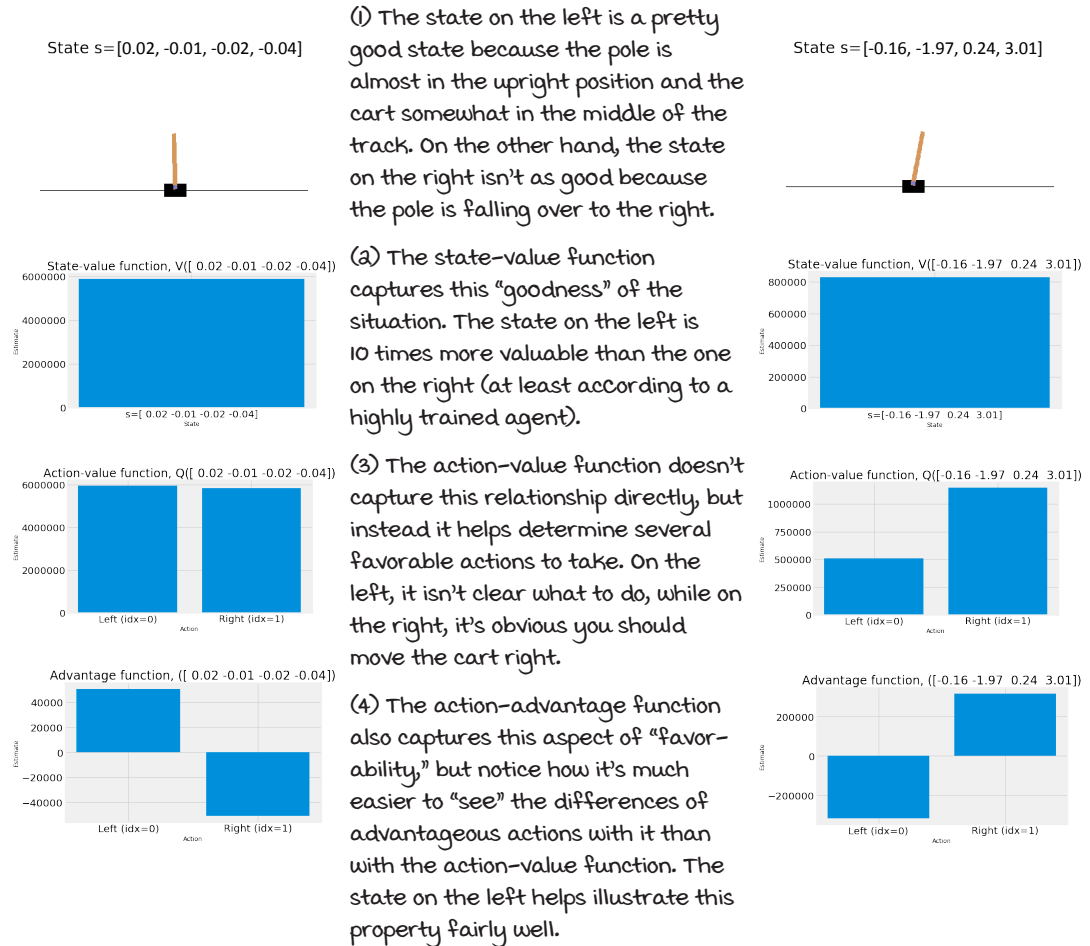 State s=[0.02, -0.01, -0.02, -0.04]
State-value function, V([ 0.02 -0.01 -0.02 -0.04])
6000000
4000000
2000000
0
Estimate
s=[ 0.02 -0.01 -0.02 -0.04]
State
Action-value function, Q([ 0.02 -0.01 -0.02 -0.04])
6000000
4000000
2000000
0
Estimate
Left (idx=0) Right (idx=1)
Action
Advantage function, ([ 0.02 -0.01 -0.02 -0.04])
40000
20000
0
−20000
−40000
Estimate
Left (idx=0) Right (idx=1)
Action
(1) The state on the left is a pretty
good state because the pole is
almost in the upright position and the
cart somewhat in the middle of the
track. On the other hand, the state
on the right isn't as good because
the pole is falling over to the right.
(2) The state-value function
captures this “goodness” of the
situation. The state on the left is
10 times more valuable than the one
on the right (at least according to a
highly trained agent).
(3) The action-value function doesn't
capture this relationship directly, but
instead it helps determine several
favorable actions to take. On the
left, it isn't clear what to do, while on
the right, it's obvious you should
move the cart right.
(4) The action-advantage function
also captures this aspect of “favor-
ability,” but notice how it's much
easier to “see” the differences of
advantageous actions with it than
with the action-value function. The
state on the left helps illustrate this
property fairly well.
State s=[-0.16, -1.97, 0.24, 3.01]
State-value function, V([-0.16 -1.97 0.24 3.01])
800000
600000
400000
200000
0
Estimate
s=[-0.16 -1.97 0.24 3.01]
State
Action-value function, Q([-0.16 -1.97 0.24 3.01])
1000000
750000
500000
250000
0
Estimate
Left (idx=0) Right (idx=1)
Action
Advantage function, ([-0.16 -1.97 0.24 3.01])
200000
0
−200000
Estimate
Left (idx=0) Right (idx=1)
Action